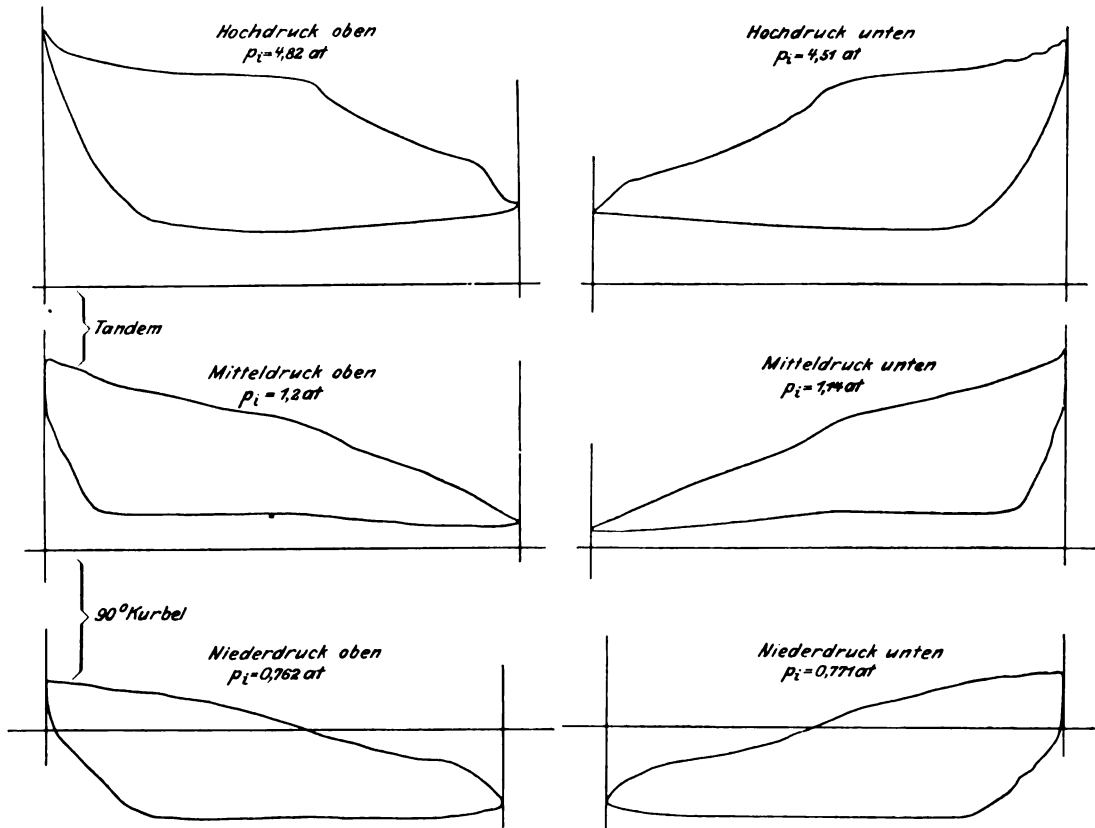 Hochdruck oben
pi=4,82 at
Hochdruck unten
pi=4,51 at
Tandem
Mitteldruck oben
pi=1,2 at
Mitteldruck unten
pi=1,14 at
90° Kurbel
Niederdruck oben
pi=0,762 at
Niederdruck unten
pi=0,771 at